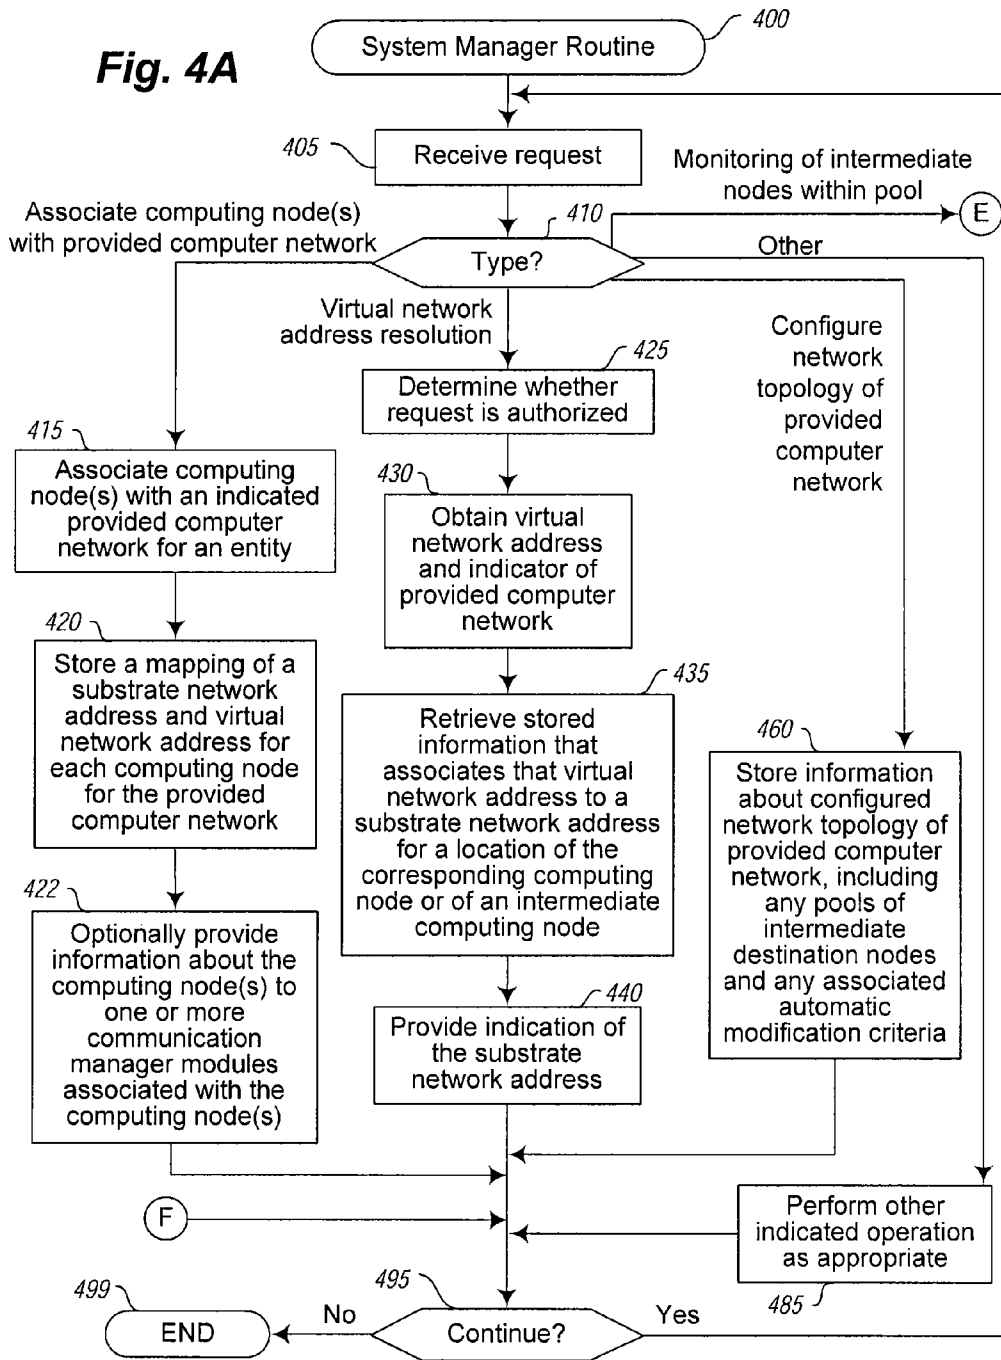 Fig. 4A
400
System Manager Routine
405
Receive request
Monitoring of intermediate
nodes within pool
E
Associate computing node(s)
with provided computer network
410
Type?
Other
Virtual network
address resolution
Configure
network
topology of
provided
computer
network
425
Determine whether
request is authorized
415
Associate computing
node(s) with an indicated
provided computer
network for an entity
430
Obtain virtual
network address
and indicator of
provided computer
network
420
Store a mapping of a
substrate network
address and virtual
network address for
each computing node
for the provided
computer network
435
Retrieve stored
information that
associates that virtual
network address to a
substrate network address
for a location of the
corresponding computing
node or of an intermediate
computing node
460
Store information
about configured
network topology of
provided computer
network, including
any pools of
intermediate
destination nodes
and any associated
automatic
modification criteria
422
Optionally provide
information about the
computing node(s) to
one or more
communication
manager modules
associated with the
computing node(s)
440
Provide indication of
the substrate
network address
F
Perform other
indicated operation
as appropriate
485
499
END
No
495
Continue?
Yes